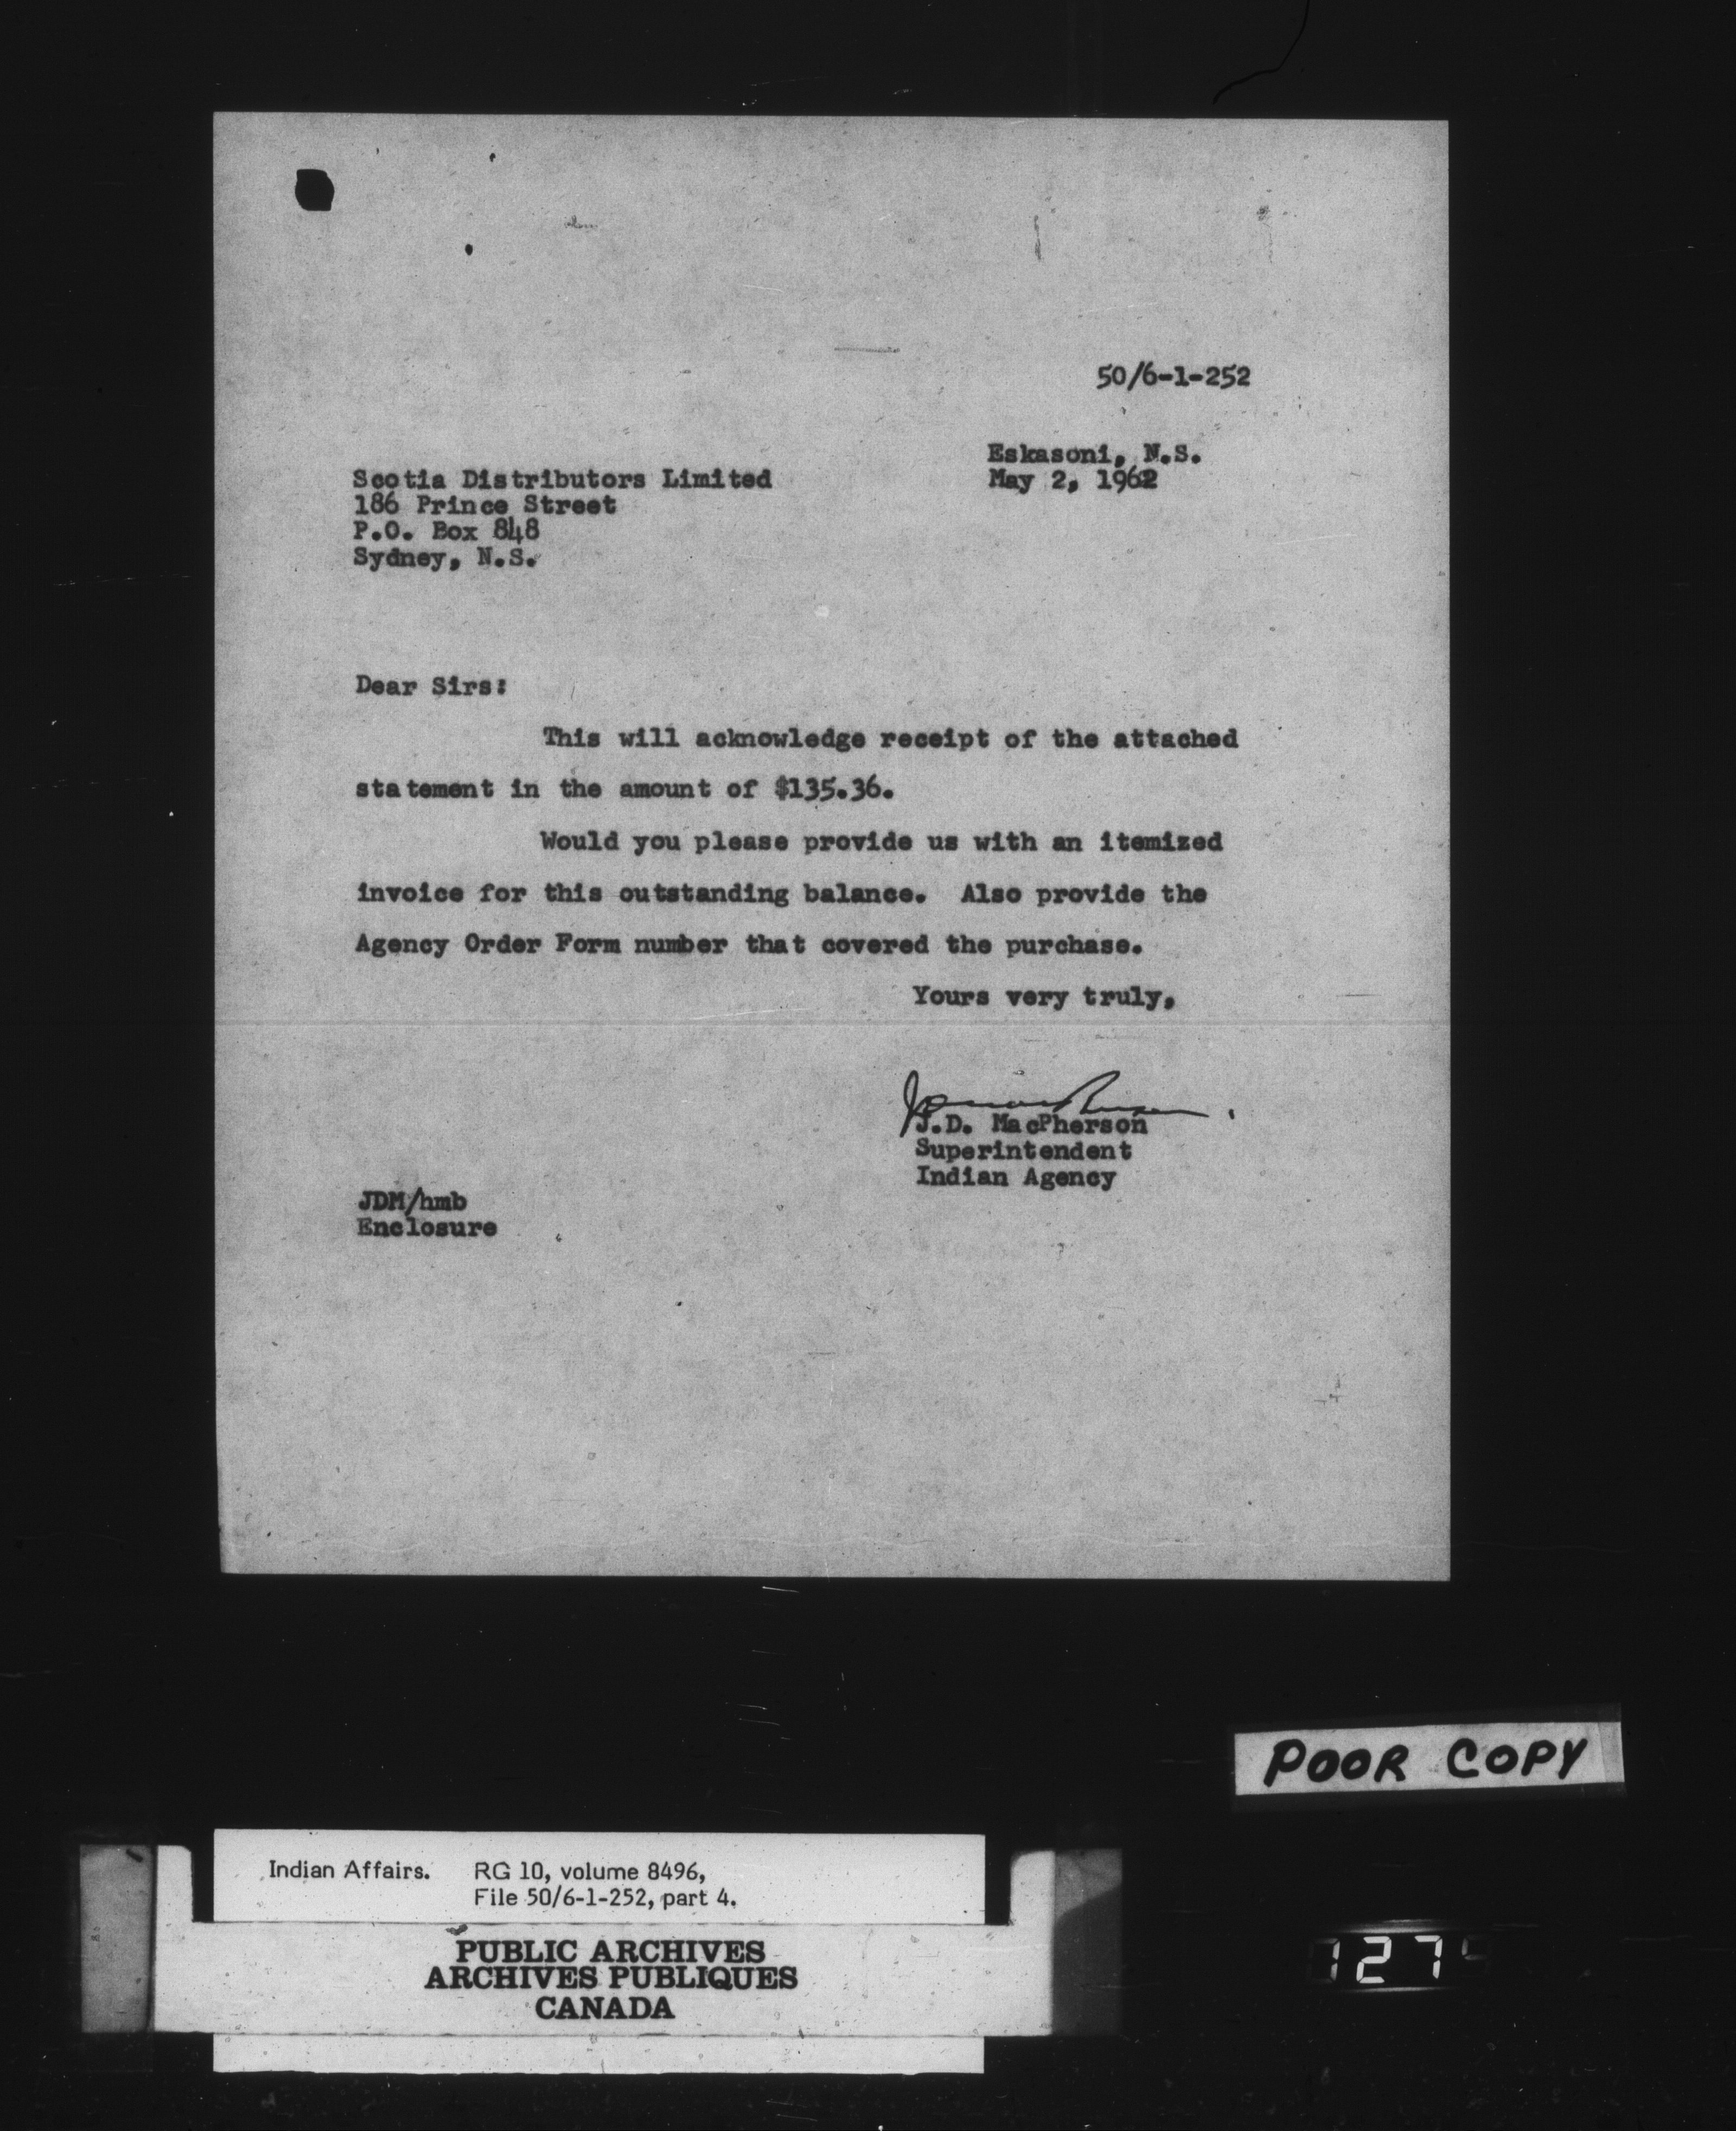 50/6-1-252
Eskasoni, N.S.
May 2, 1962
Scotia Distributors Limited
186 Prince Street
P.O. Box 848
Sydney, N.S.
Dear Sirs:
This will acknowledge receipt of the attached
statement in the amount of $135.36.
Would you please provide us with an itemized
invoice for this outstanding balance. Also provide the
Agency Order Form number that covered the purchase.
Yours very truly,
J.D. MacPherson
Superintendent
Indian Agency
JDM/hmb
Enclosure
POOR COPY
Indian Affairs. RG 10, volume 8496,
File 50/6-1-252, part 4.
PUBLIC ARCHIVES
ARCHIVES PUBLIQUES
CANADA
127